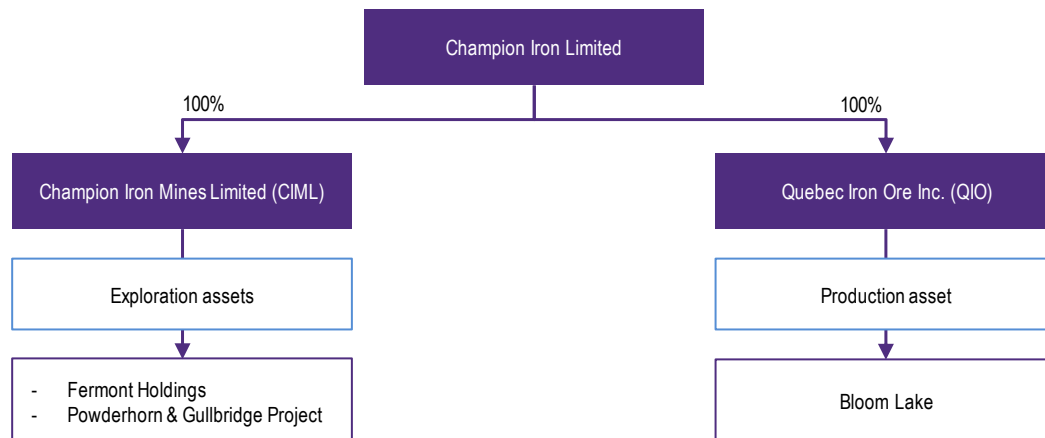 Champion Iron Limited
100%
100%
Champion Iron Mines Limited (CIML)
Quebec Iron Ore Inc. (QIO)
Exploration assets
Production asset
- Fermont Holdings
- Powderhorn & Gullbridge Project
Bloom Lake